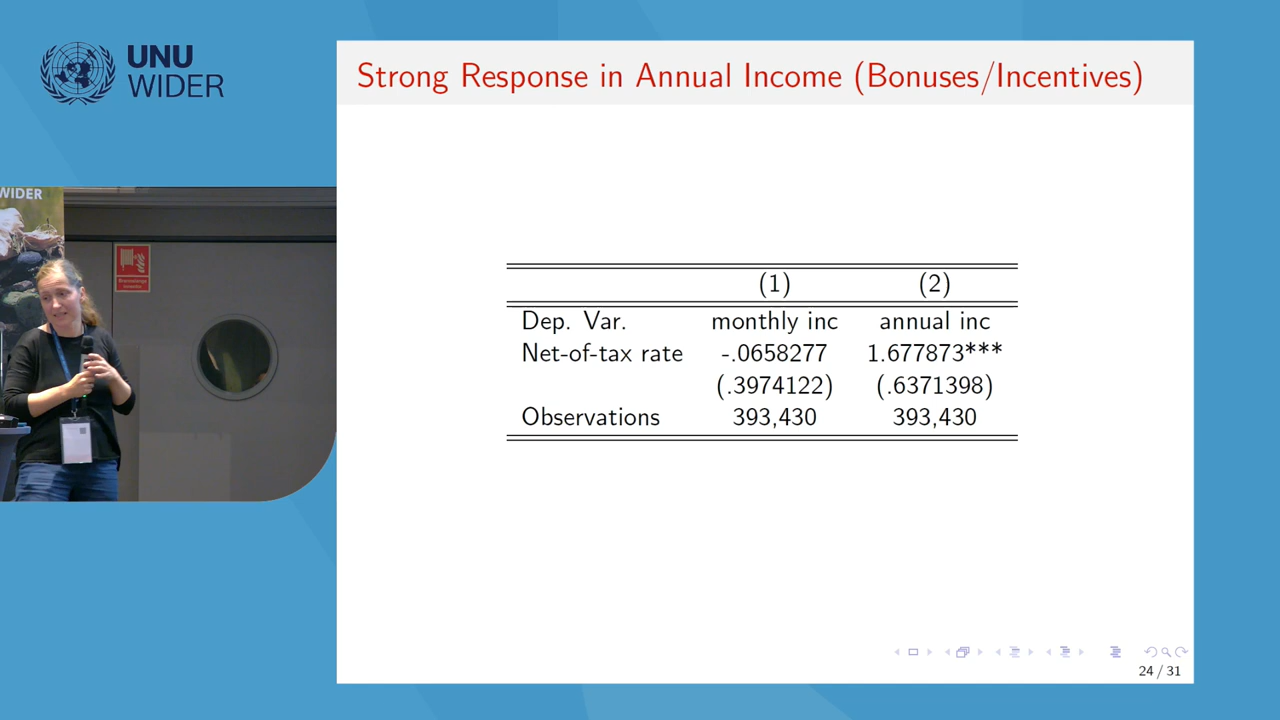 UNU
WIDER
Strong Response in Annual Income (Bonuses/Incentives)
WIDER
(1) (2)
Dep. Var. monthly inc annual inc
Net-of-tax rate -.0658277 1.677873***
(.3974122) (.6371398)
Observations 393,430 393,430
24 / 31